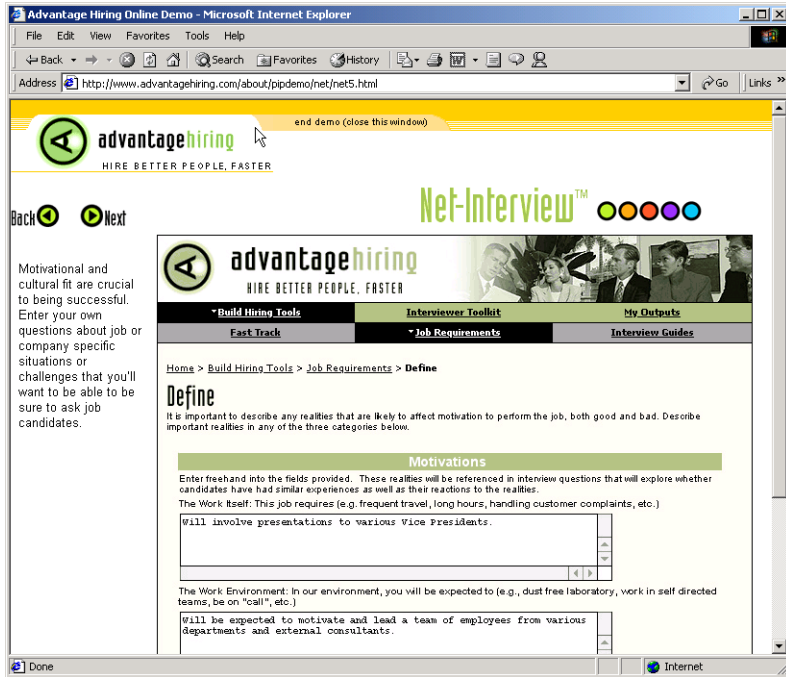 Advantage Hiring Online Demo - Microsoft Internet Explorer
File Edit View Favorites Tools Help
Back Search Favorites History
Address http://www.advantagehiring.com/about/pipdemo/net/net5.html Go Links »
end demo (close this window)
advantagehiring
HIRE BETTER PEOPLE, FASTER
Net-Interview™
Back Next
Motivational and
cultural fit are crucial
to being successful.
Enter your own
questions about job or
company specific
situations or
challenges that you'll
want to be able to be
sure to ask job
candidates.
advantagehiring
HIRE BETTER PEOPLE, FASTER
Build Hiring Tools Interviewer Toolkit My Outputs
Fast Track Job Requirements Interview Guides
Home > Build Hiring Tools > Job Requirements > Define
Define
It is important to describe any realities that are likely to affect motivation to perform the job, both good and bad. Describe
important realities in any of the three categories below.
Motivations
Enter freehand into the fields provided. These realities will be referenced in interview questions that will explore whether
candidates have had similar experiences as well as their reactions to the realities.
The Work Itself: This job requires (e.g. frequent travel, long hours, handling customer complaints, etc.)
Will involve presentations to various Vice Presidents.
The Work Environment: In our environment, you will be expected to (e.g., dust free laboratory, work in self directed
teams, be on "call", etc.)
Will be expected to motivate and lead a team of employees from various
departments and external consultants.
Done Internet